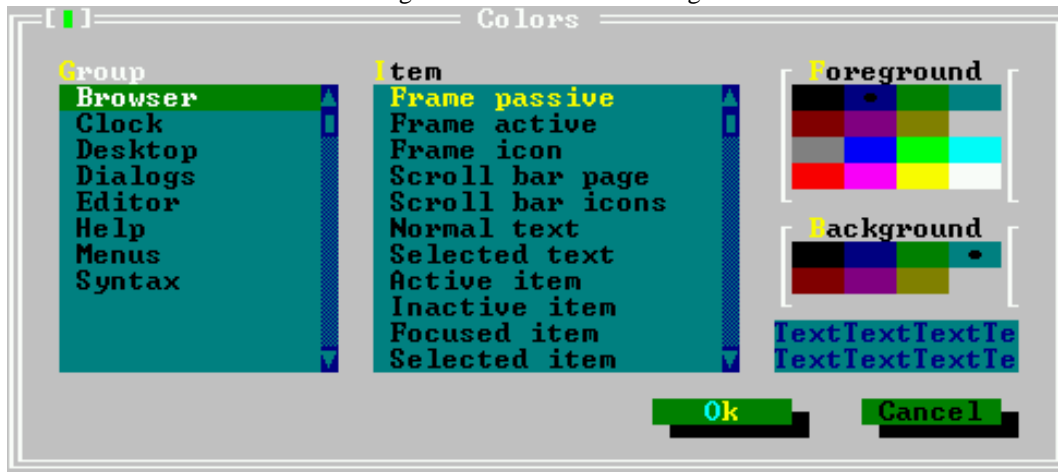 Colors
Group
Browser
Clock
Desktop
Dialogs
Editor
Help
Menus
Syntax
Item
Frame passive
Frame active
Frame icon
Scroll bar page
Scroll bar icons
Normal text
Selected text
Active item
Inactive item
Focused item
Selected item
Foreground
Background
TextTextTextTe
TextTextTextTe
Ok
Cancel